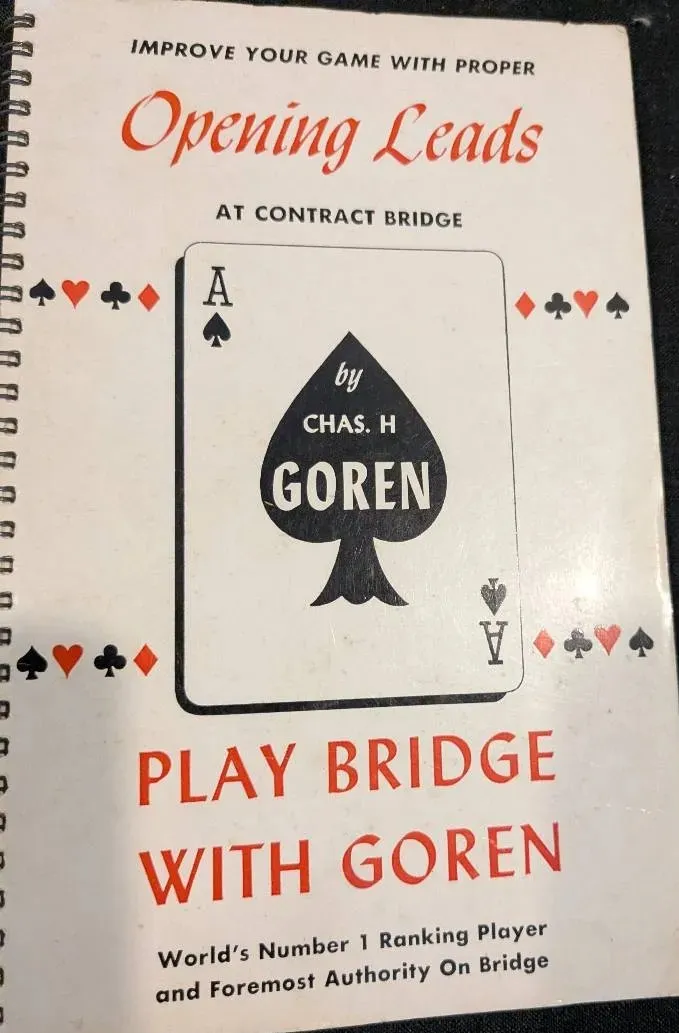 IMPROVE YOUR GAME WITH PROPER
Opening Leads
AT CONTRACT BRIDGE
A
by
CHAS. H
GOREN
A
PLAY BRIDGE
WITH GOREN
World's Number 1 Ranking Player
and Foremost Authority On Bridge